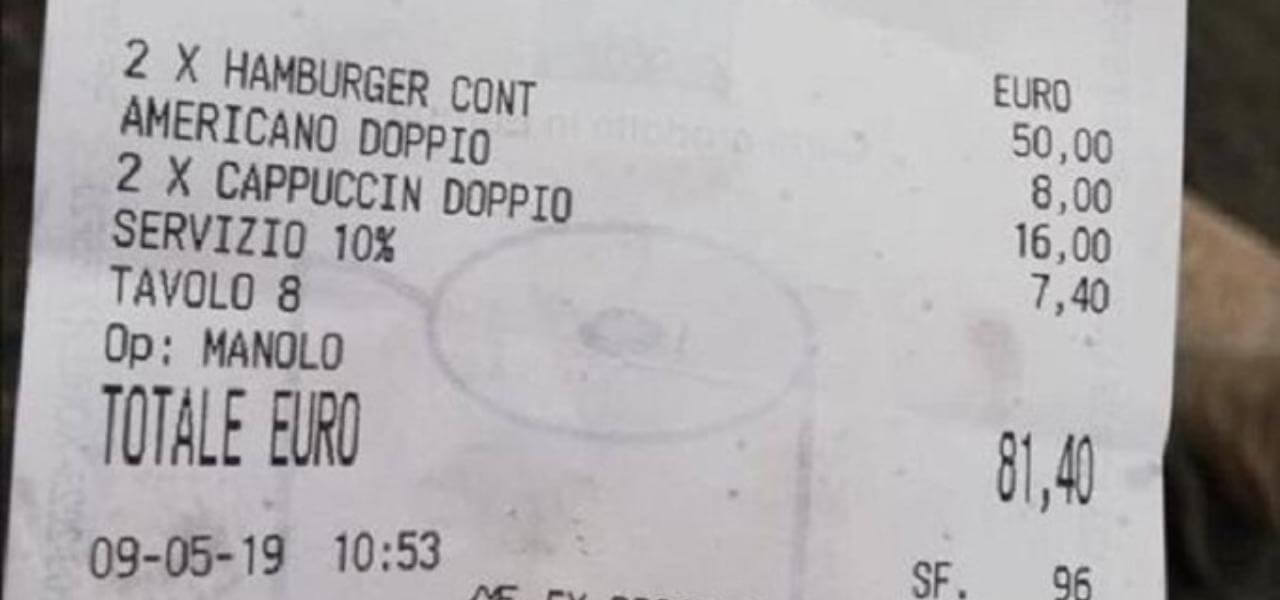 EURO
2 X HAMBURGER CONT 50,00
AMERICANO DOPPIO 8,00
2 X CAPPUCCIN DOPPIO 16,00
SERVIZIO 10% 7,40
TAVOLO 8
Op: MANOLO
TOTALE EURO 81,40
09-05-19 10:53
SF. 96